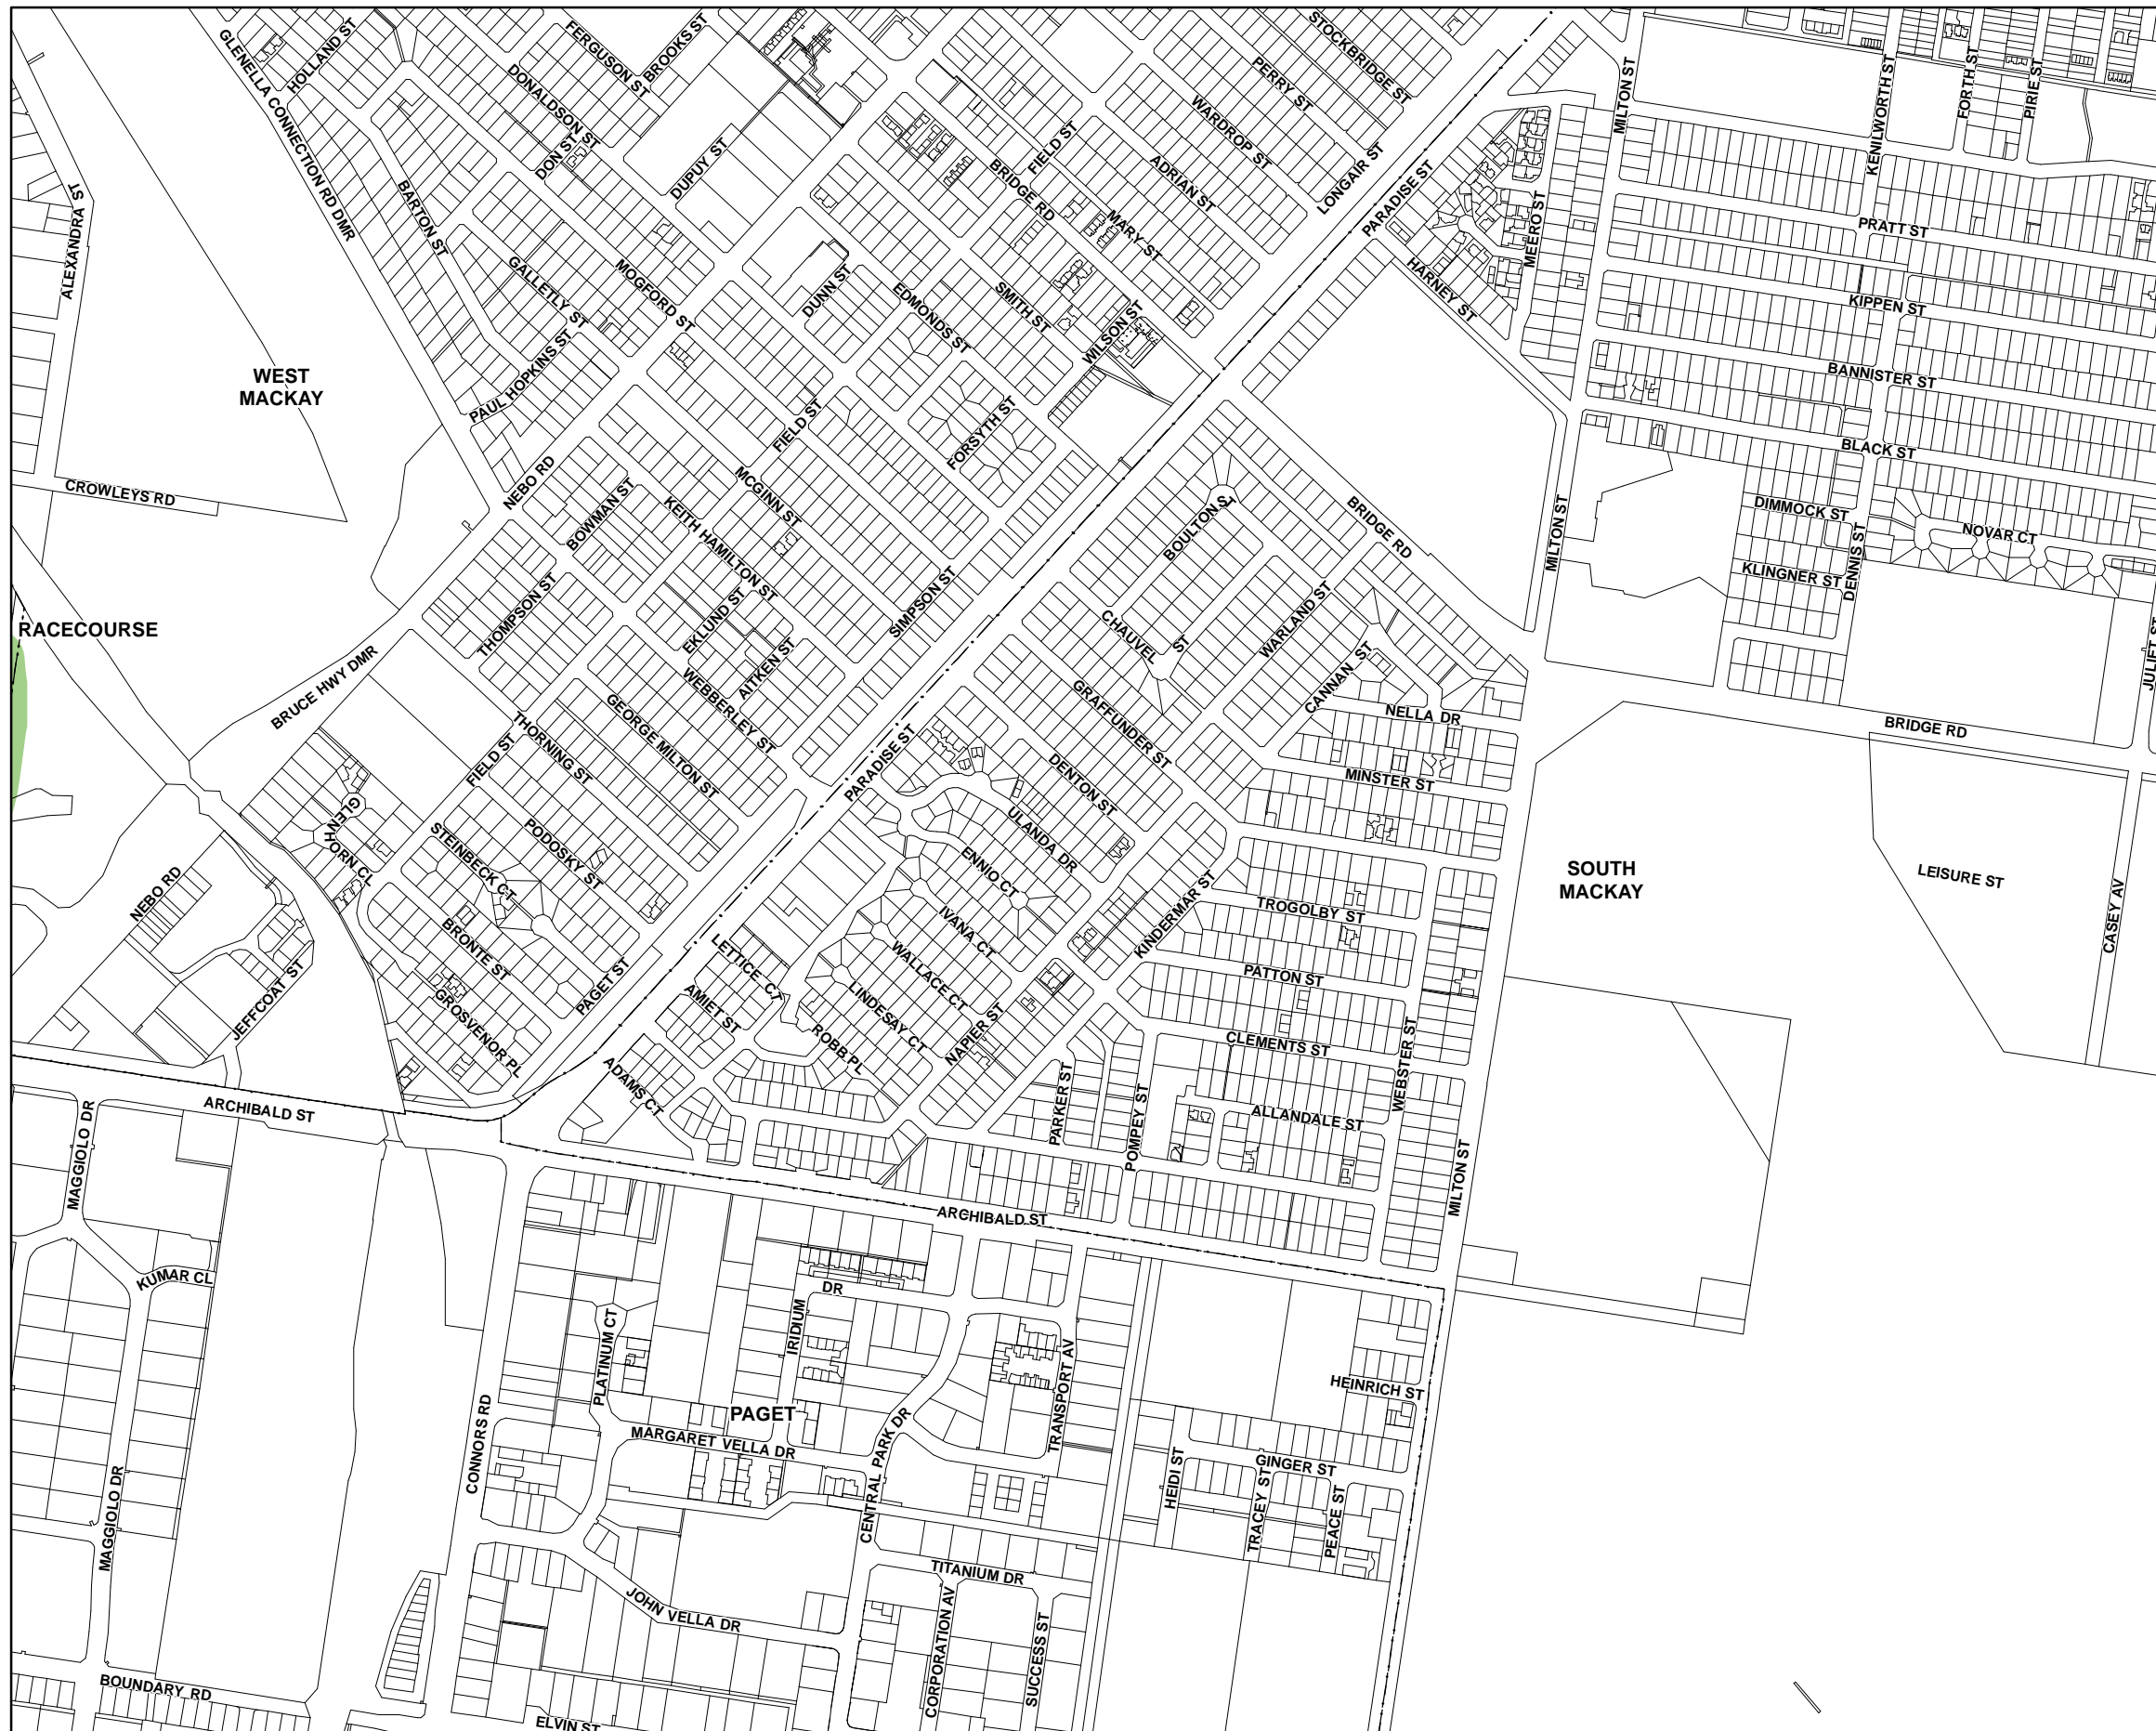 HOLLAND ST
GLENELLA CONNECTION RD DMR
FERGUSON ST
BROOKS ST
DONALDSON ST
DON ST
DUPUY ST
STOCKBRIDGE ST
PERRY ST
WARDROP ST
ADRIAN ST
FIELD ST
BRIDGE RD
MARY ST
LONGAIR ST
PARADISE ST
MILTON ST
KENILWORTH ST
FORTH ST
PIRIE ST
ALEXANDRA ST
BARTON ST
GALLETLY ST
MOGFORD ST
DUNN ST
EDMONDS ST
SMITH ST
WILSON ST
MEERO ST
HARNEY ST
PRATT ST
KIPPEN ST
BANNISTER ST
BLACK ST
WEST
MACKAY
PAUL HOPKINS ST
FIELD ST
FORSYTH ST
CROWLEYS RD
NEBO RD
BOWMAN ST
MCGINN ST
KEITH HAMILTON ST
BOULTON ST
BRIDGE RD
MILTON ST
DIMMOCK ST
NOVAR CT
DENNIS ST
KLINGNER ST
RACECOURSE
THOMPSON ST
EKLUND ST
AITKEN ST
SIMPSON ST
WEBBERLEY ST
CHAUVEL
ST
WARLAND ST
CANNAN ST
JULIET ST
BRUCE HWY DMR
GEORGE MILTON ST
THORNING ST
FIELD ST
PARADISE ST
GRAFFUNDER ST
NELLA DR
DENTON ST
MINSTER ST
BRIDGE RD
GLENHORN CL
STEINBECK CT
PODOSKY ST
ULANDA DR
ENNIO CT
SOUTH
MACKAY
LEISURE ST
CASEY AV
NEBO RD
BRONTE ST
IVANA CT
KINDERMAR ST
TROGOLBY ST
LETTICE CT
WALLACE CT
PATTON ST
JEFFCOAT ST
GROSVENOR PL
PAGET ST
AMIET ST
LINDESAY CT
ROBB PL
NAPIER ST
CLEMENTS ST
WEBSTER ST
ADAMS CT
PARKER ST
POMPEY ST
ALLANDALE ST
MILTON ST
ARCHIBALD ST
MAGGIOLO DR
ARCHIBALD ST
KUMAR CL
DR
IRIDIUM
PLATINUM CT
TRANSPORT AV
HEINRICH ST
PAGET
CONNORS RD
MARGARET VELLA DR
CENTRAL PARK DR
HEIDI ST
GINGER ST
TRACEY ST
PEACE ST
MAGGIOLO DR
TITANIUM DR
JOHN VELLA DR
CORPORATION AV
SUCCESS ST
BOUNDARY RD
ELVIN ST